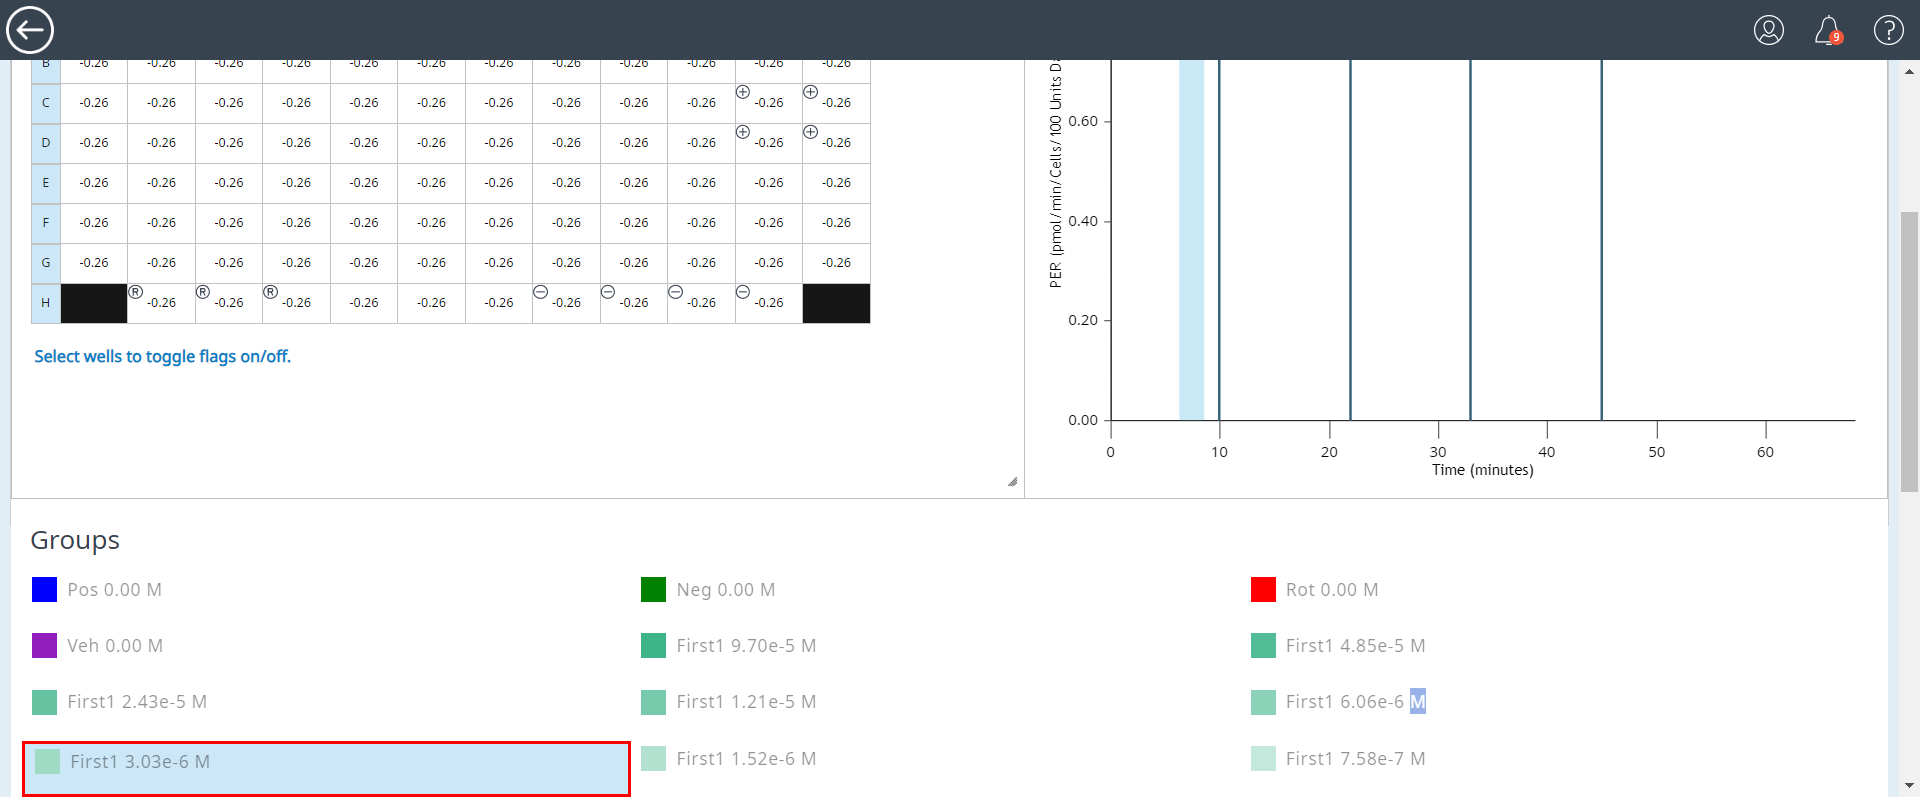 9
?
B -0.26 -0.26 -0.26 -0.26 -0.26 -0.26 -0.26 -0.26 -0.26 -0.26 -0.26 -0.26
C -0.26 -0.26 -0.26 -0.26 -0.26 -0.26 -0.26 -0.26 -0.26 -0.26 + -0.26 + -0.26
D -0.26 -0.26 -0.26 -0.26 -0.26 -0.26 -0.26 -0.26 -0.26 -0.26 + -0.26 + -0.26
E -0.26 -0.26 -0.26 -0.26 -0.26 -0.26 -0.26 -0.26 -0.26 -0.26 -0.26 -0.26
F -0.26 -0.26 -0.26 -0.26 -0.26 -0.26 -0.26 -0.26 -0.26 -0.26 -0.26 -0.26
G -0.26 -0.26 -0.26 -0.26 -0.26 -0.26 -0.26 -0.26 -0.26 -0.26 -0.26 -0.26
H ® -0.26 ® -0.26 ® -0.26 -0.26 -0.26 -0.26 − -0.26 − -0.26 − -0.26 − -0.26
Select wells to toggle flags on/off.
PER (pmol/min/Cells/100 Units
0.60
0.40
0.20
0.00
0 10 20 30 40 50 60
Time (minutes)
Groups
Pos 0.00 M
Neg 0.00 M
Rot 0.00 M
Veh 0.00 M
First1 9.70e-5 M
First1 4.85e-5 M
First1 2.43e-5 M
First1 1.21e-5 M
First1 6.06e-6 M
First1 3.03e-6 M
First1 1.52e-6 M
First1 7.58e-7 M